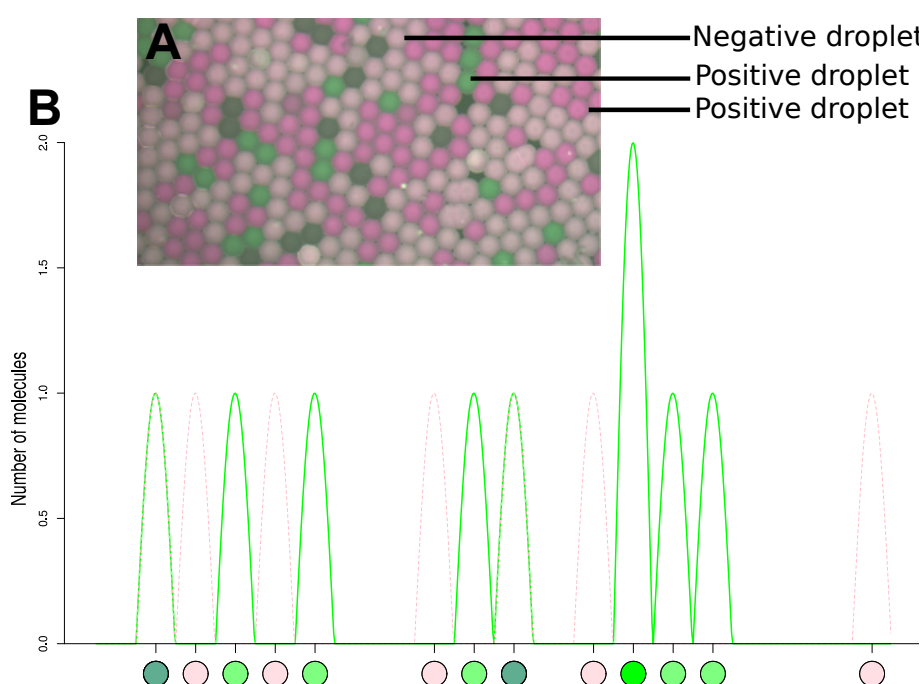 A
Negative droplet
Positive droplet
Positive droplet
B
2.0
1.5
1.0
0.5
0.0
Number of molecules